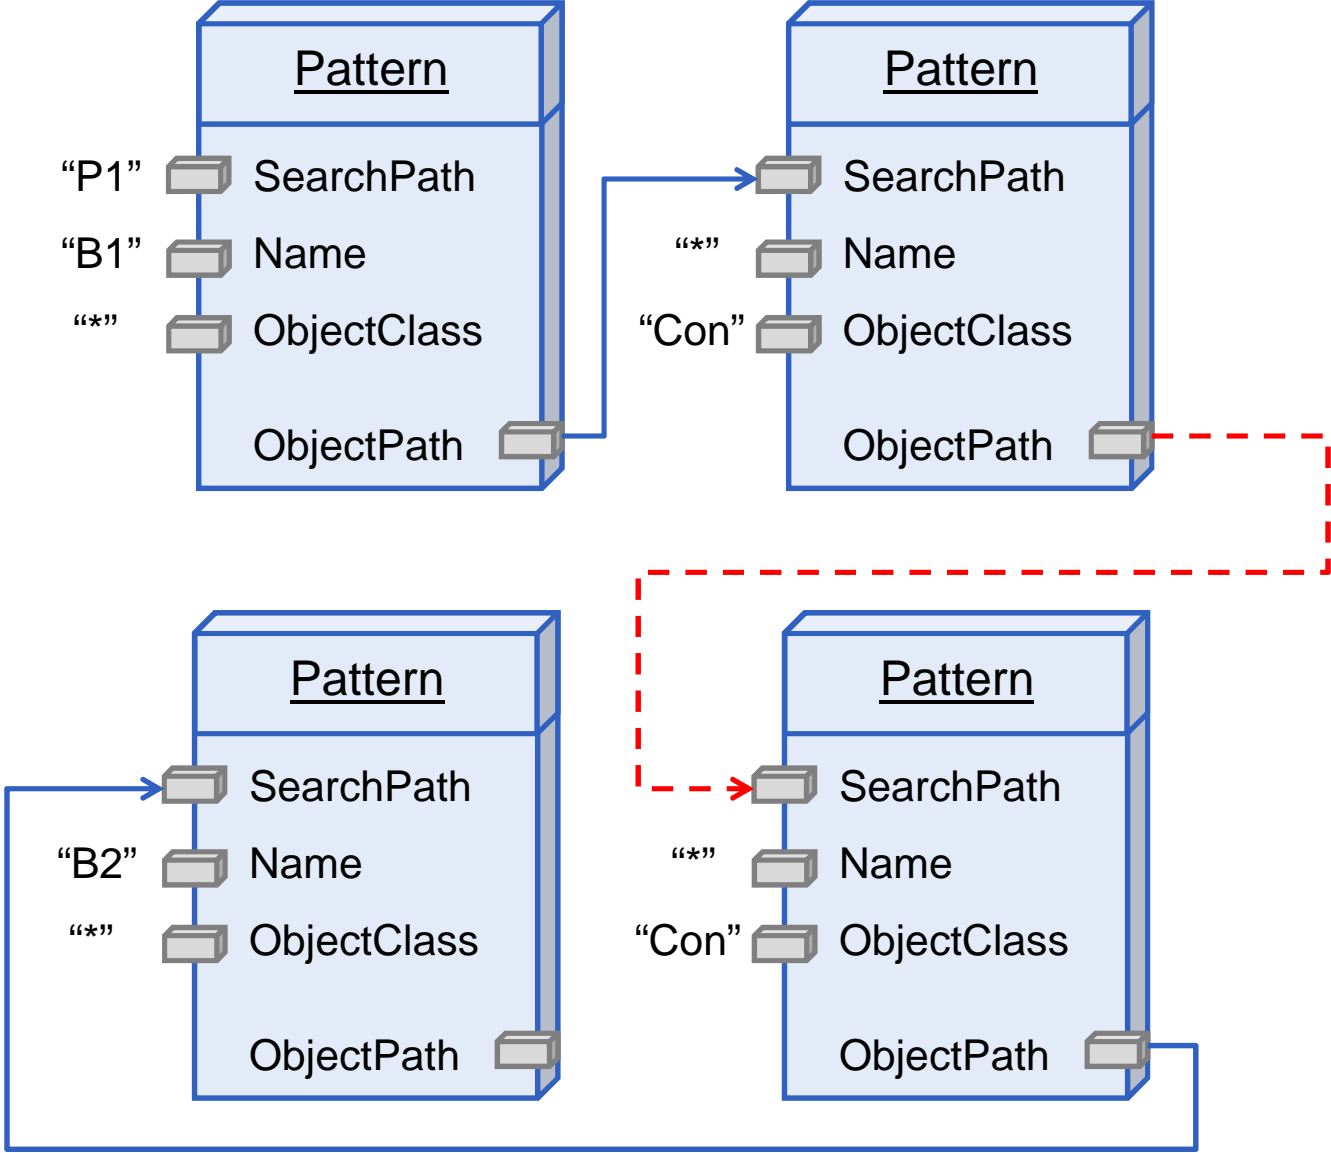 Pattern
“P1” SearchPath
“B1” Name
“*” ObjectClass
ObjectPath
Pattern
SearchPath
“*” Name
“Con” ObjectClass
ObjectPath
Pattern
SearchPath
“B2” Name
“*” ObjectClass
ObjectPath
Pattern
SearchPath
“*” Name
“Con” ObjectClass
ObjectPath